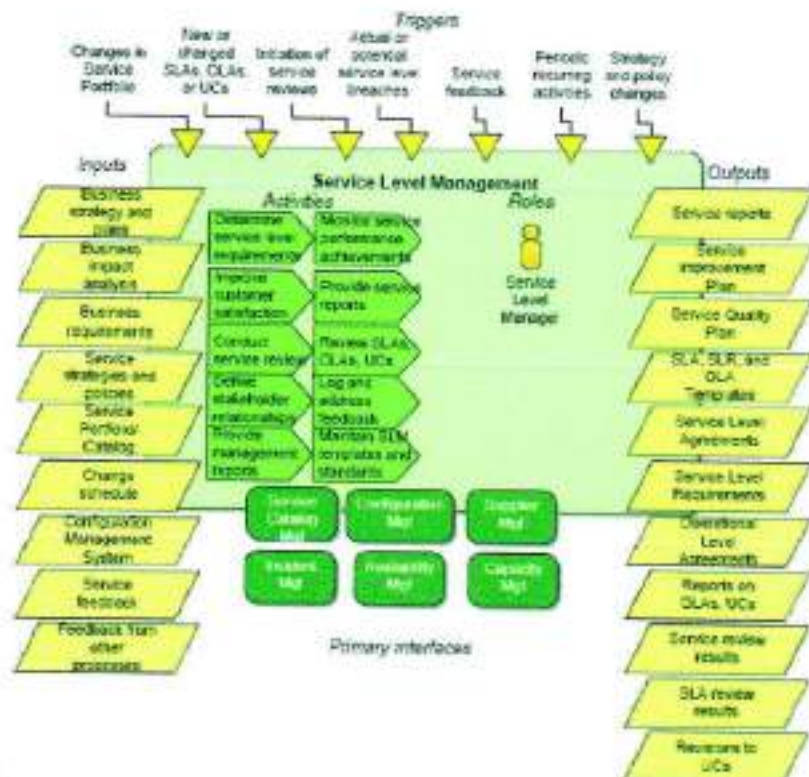 Triggers
Changes in
Service
Portfolio
New or
changed
SLAs, OLAs,
or UCs
Initiation of
service
reviews
Actual or
potential
service level
breaches
Service
feedback
Periodic
recurring
activities
Strategy
and policy
changes
Inputs
Business
strategy and
plans
Business
impact
analysis
Business
requirements
Service
strategies and
policies
Service
Portfolio/
Catalog
Change
schedule
Configuration
Management
System
Service
feedback
Feedback from
other
processes
Service Level Management
Activities
Determine
service level
requirements
Monitor service
performance
achievements
Improve
customer
satisfaction
Provide service
reports
Conduct
service review
Review SLAs,
OLAs, UCs
Define
stakeholder
relationships
Log and
address
feedback
Provide
management
reports
Maintain SLM
templates and
standards
Roles
Service
Level
Manager
Service
Catalog
Mgt
Configuration
Mgt
Supplier
Mgt
Incident
Mgt
Availability
Mgt
Capacity
Mgt
Primary interfaces
Outputs
Service reports
Service
Improvement
Plan
Service Quality
Plan
SLA, SLR, and
OLA
Templates
Service Level
Agreements
Service Level
Requirements
Operational
Level
Agreements
Reports on
OLAs, UCs
Service review
results
SLA review
results
Revisions to
UCs